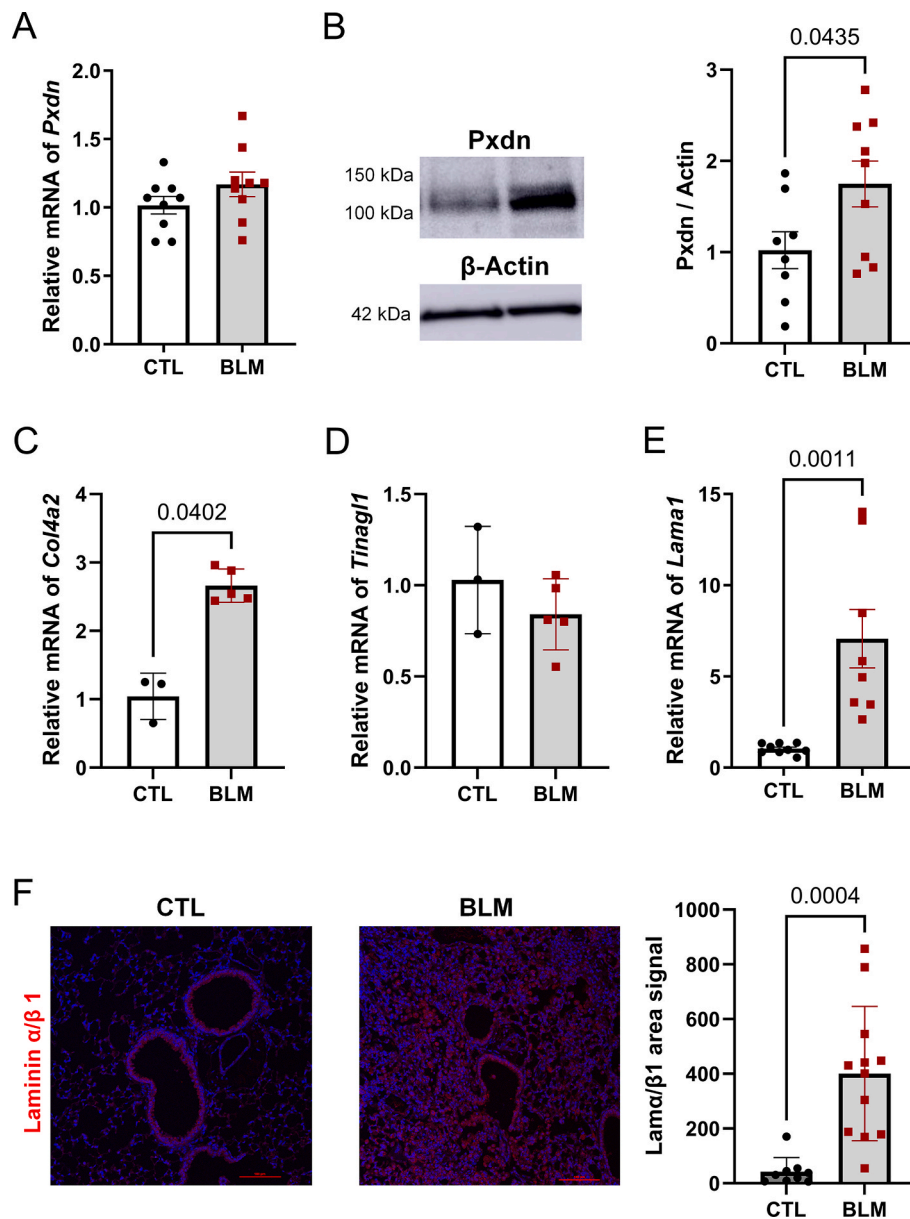 A
Relative mRNA of Pxdn
2.0
1.5
1.0
0.5
0.0
CTL
BLM
B
Pxdn
150 kDa
100 kDa
β-Actin
42 kDa
0.0435
Pxdn / Actin
3
2
1
0
CTL
BLM
C
Relative mRNA of Col4a2
4
3
2
1
0
0.0402
CTL
BLM
D
Relative mRNA of Tinagl1
1.5
1.0
0.5
0.0
CTL
BLM
E
Relative mRNA of Lama1
0.0011
15
10
5
0
CTL
BLM
F
Laminin α/β 1
CTL
BLM
Lamα/β1 area signal
0.0004
1000
800
600
400
200
0
CTL
BLM